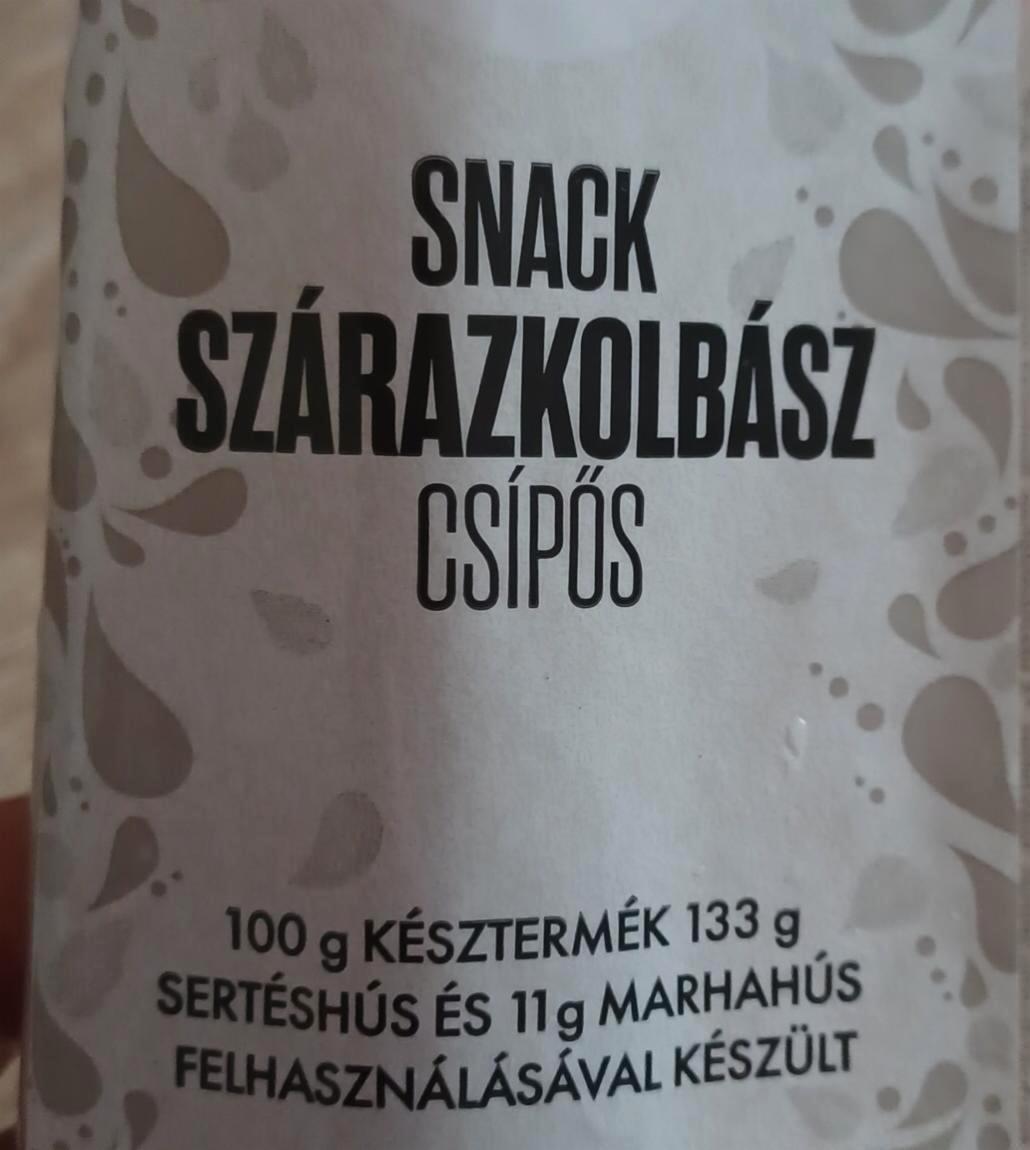 SNACK
SZÁRAZKOLBÁSZ
CSÍPŐS
100 g KÉSZTERMÉK 133 g
SERTÉSHÚS ÉS 11g MARHAHÚS
FELHASZNÁLÁSÁVAL KÉSZÜLT